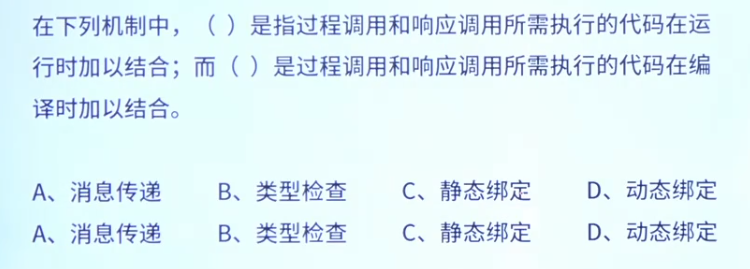 在下列机制中，（ ）是指过程调用和响应调用所需执行的代码在运
行时加以结合；而（ ）是过程调用和响应调用所需执行的代码在编
译时加以结合。
A、消息传递 B、类型检查 C、静态绑定 D、动态绑定
A、消息传递 B、类型检查 C、静态绑定 D、动态绑定